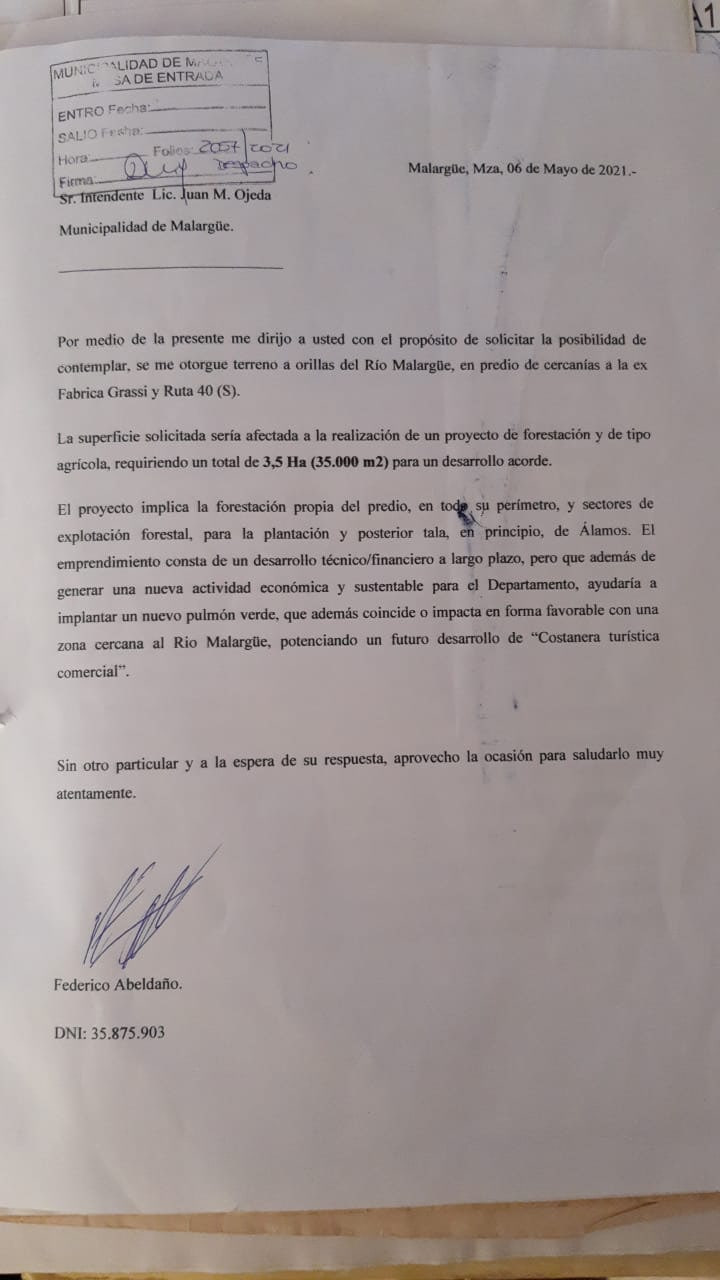 A1
MUNICIPALIDAD DE
SA DE ENTRADA
ENTRO Fecha:
SALIO Fecha:
Hora: Folios: 2057/2021
Firma: Despacho
Malargüe, Mza, 06 de Mayo de 2021.-
Sr. Intendente Lic. Juan M. Ojeda
Municipalidad de Malargüe.
Por medio de la presente me dirijo a usted con el propósito de solicitar la posibilidad de
contemplar, se me otorgue terreno a orillas del Río Malargüe, en predio de cercanías a la ex
Fabrica Grassi y Ruta 40 (S).
La superficie solicitada sería afectada a la realización de un proyecto de forestación y de tipo
agrícola, requiriendo un total de 3,5 Ha (35.000 m2) para un desarrollo acorde.
El proyecto implica la forestación propia del predio, en todo su perímetro, y sectores de
explotación forestal, para la plantación y posterior tala, en principio, de Álamos. El
emprendimiento consta de un desarrollo técnico/financiero a largo plazo, pero que además de
generar una nueva actividad económica y sustentable para el Departamento, ayudaría a
implantar un nuevo pulmón verde, que además coincide o impacta en forma favorable con una
zona cercana al Rio Malargüe, potenciando un futuro desarrollo de “Costanera turística
comercial”.
Sin otro particular y a la espera de su respuesta, aprovecho la ocasión para saludarlo muy
atentamente.
Federico Abeldaño.
DNI: 35.875.903